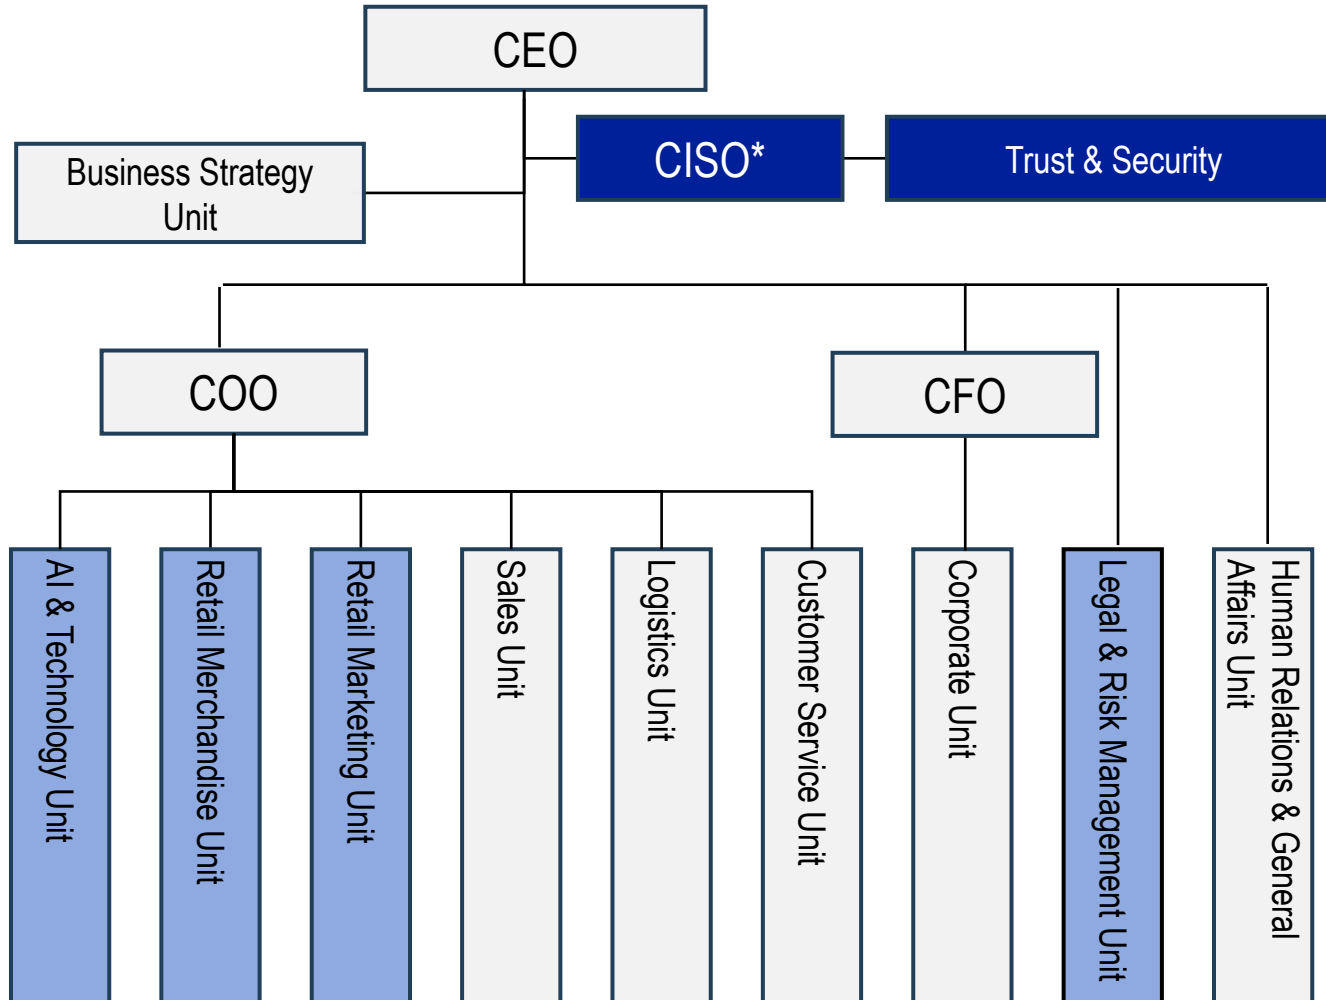 CEO
CISO*
Trust & Security
Business Strategy
Unit
COO
CFO
AI & Technology Unit
Retail Merchandise Unit
Retail Marketing Unit
Sales Unit
Logistics Unit
Customer Service Unit
Corporate Unit
Legal & Risk Management Unit
Human Relations & General
Affairs Unit